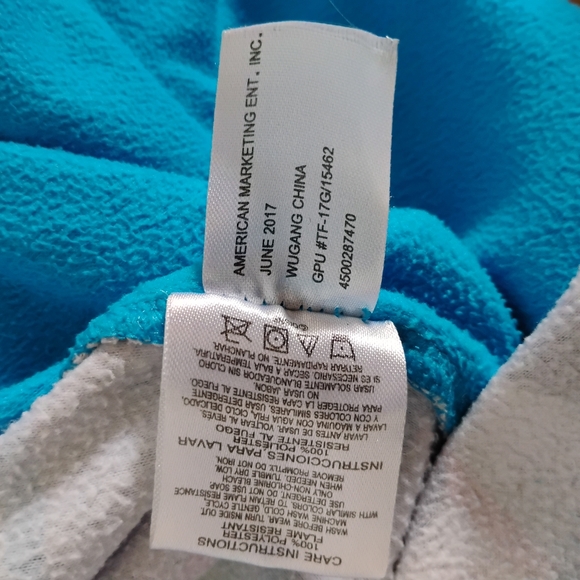 AMERICAN MARKETING ENT. INC.
JUNE 2017
WUGANG CHINA
GPU #TF-17G/15462
4500287470
CARE INSTRUCTIONS
100% POLYESTER
FLAME RESISTANT
BEFORE WASH, TURN INSIDE OUT
MACHINE WASH COLD, GENTLE CYCLE,
WITH SIMILAR COLORS. TO RETAIN FLAME RESISTANCE
USE DETERGENT. DO NOT USE SOAP
ONLY NON-CHLORINE BLEACH
WHEN NEEDED. TUMBLE DRY LOW.
REMOVE PROMPTLY. DO NOT IRON.
INSTRUCCIONES PARA LAVAR
100% POLYESTER
RESISTENTE AL FUEGO
LAVAR ANTES DE USAR. VOLTEAR AL REVES.
LAVAR A MAQUINA CON AGUA FRIA, CICLO DELICADO,
Y CON COLORES SIMILARES. USAR DETERGENTE
PARA PROTEGER LA CAPA RESISTENTE AL FUEGO.
NO USAR JABON.
USAR SOLAMENTE BLANQUEADOR SIN CLORO
SI ES NECESARIO. SECAR A BAJA TEMPERATURA.
RETIRAR RAPIDAMENTE. NO PLANCHAR.